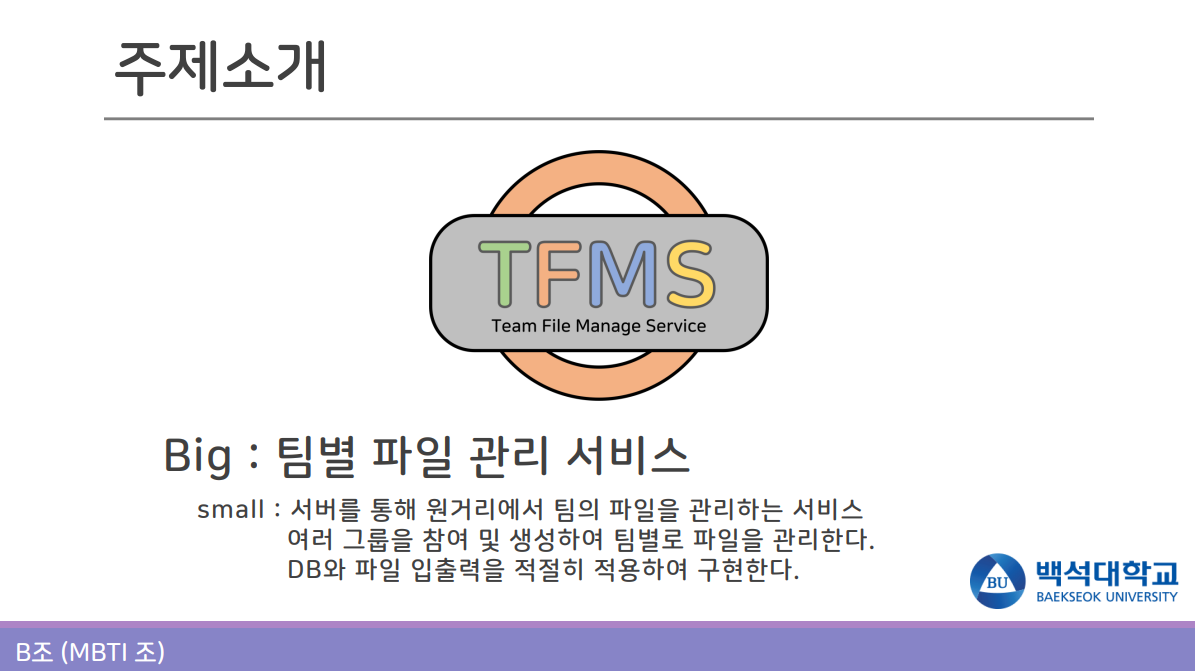 주제소개
TFMS
Team File Manage Service
Big : 팀별 파일 관리 서비스
small : 서버를 통해 원거리에서 팀의 파일을 관리하는 서비스
여러 그룹을 참여 및 생성하여 팀별로 파일을 관리한다.
DB와 파일 입출력을 적절히 적용하여 구현한다.
BU
백석대학교
BAEKSEOK UNIVERSITY
B조 (MBTI 조)